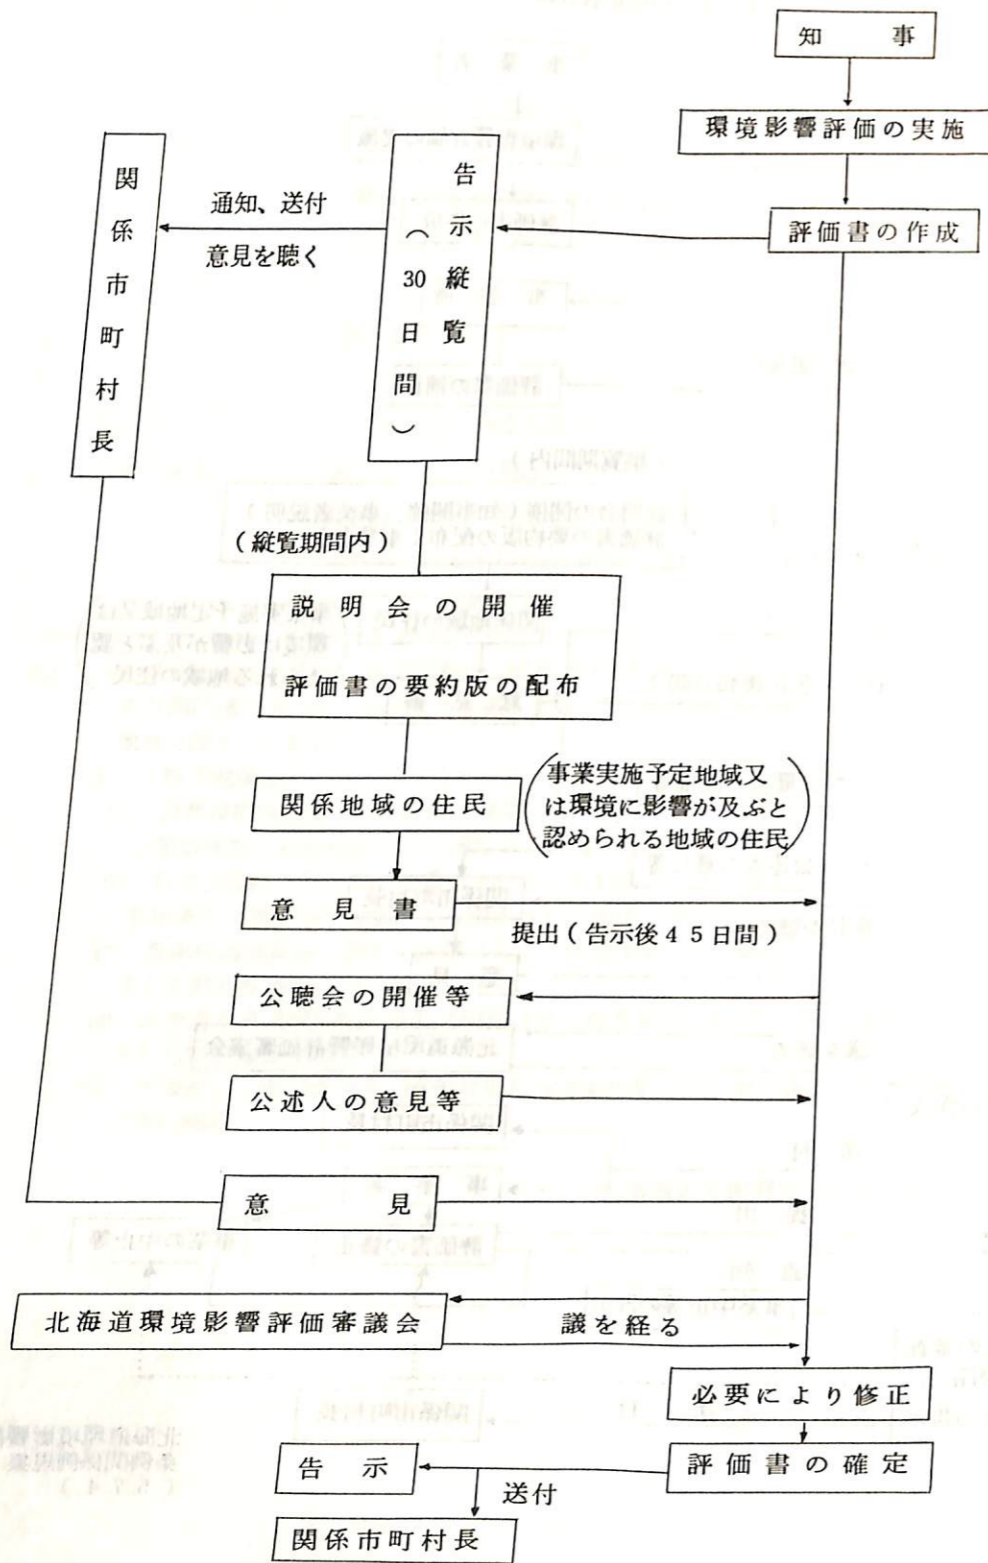 知事
環境影響評価の実施
評価書の作成
告示
縦覧
（30日間）
通知、送付
意見を聴く
関係市町村長
（縦覧期間内）
説明会の開催
評価書の要約版の配布
関係地域の住民
（事業実施予定地域又
は環境に影響が及ぶと
認められる地域の住民）
意見書
提出（告示後45日間）
公聴会の開催等
公述人の意見等
意見
北海道環境影響評価審議会
議を経る
必要により修正
評価書の確定
告示
送付
関係市町村長